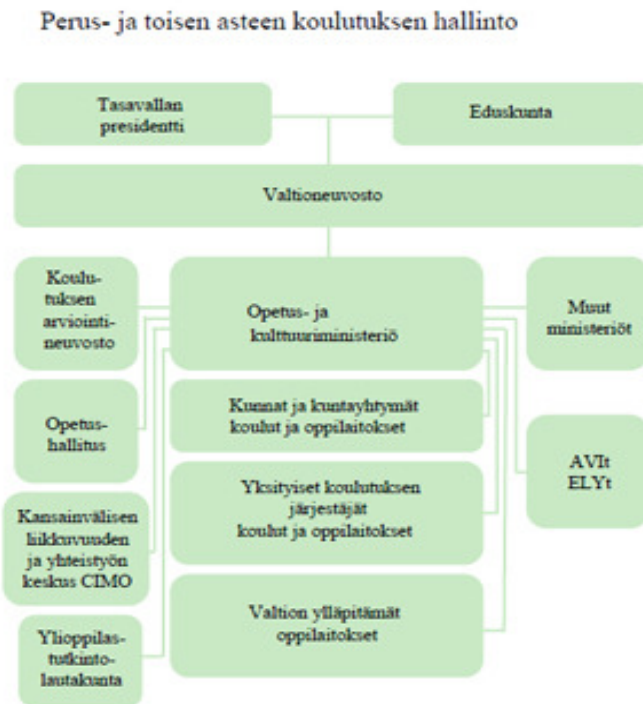 Perus- ja toisen asteen koulutuksen hallinto
Tasavallan
presidentti
Eduskunta
Valtioneuvosto
Koulu-
tuksen
arviointi-
neuvosto
Opetus- ja
kulttuuriministeriö
Muut
ministeriöt
Opetus-
hallitus
Kunnat ja kuntayhtymät
koulut ja oppilaitokset
AVIt
ELYt
Kansainvälisen
liikkuvuuden
ja yhteistyön
keskus CIMO
Yksityiset koulutuksen
järjestäjät
koulut ja oppilaitokset
Ylioppilas-
tutkinto-
lautakunta
Valtion ylläpitämät
oppilaitokset